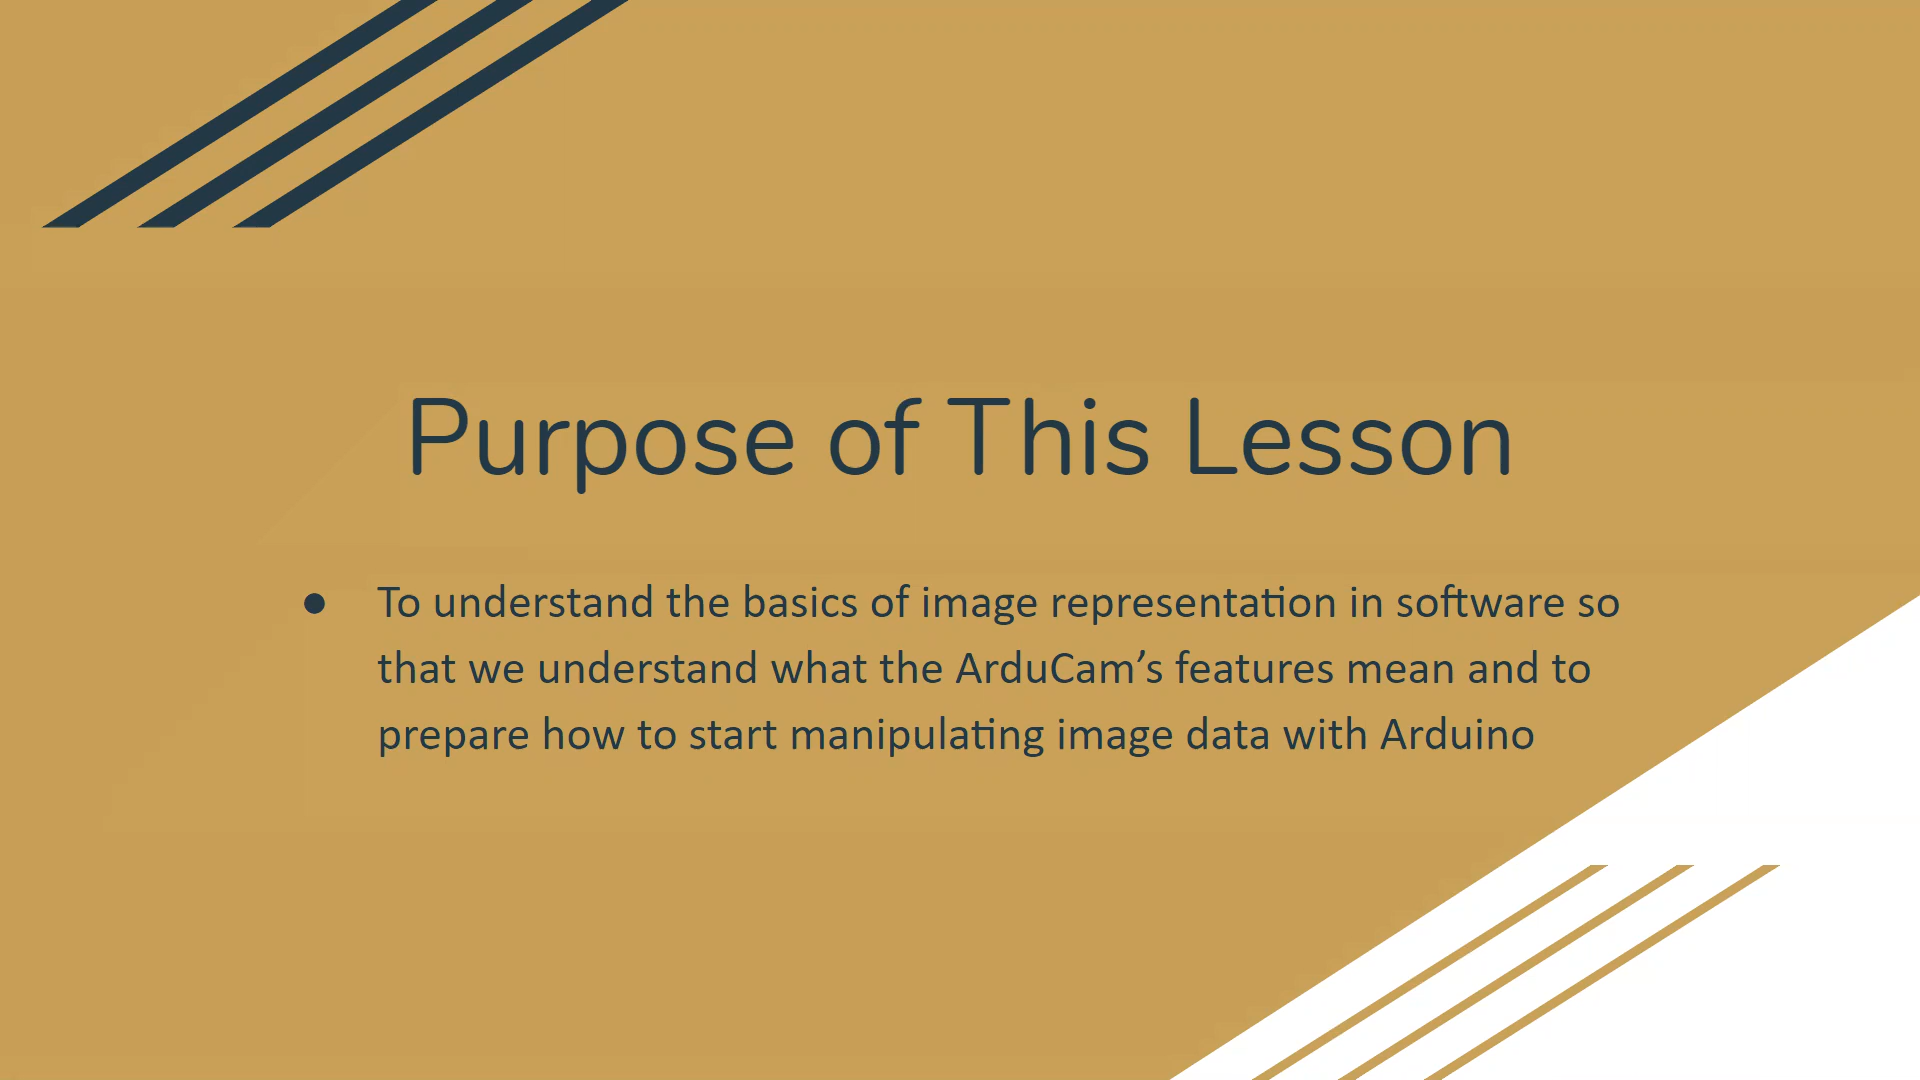 Purpose of This Lesson
● To understand the basics of image representation in software so
that we understand what the ArduCam’s features mean and to
prepare how to start manipulating image data with Arduino